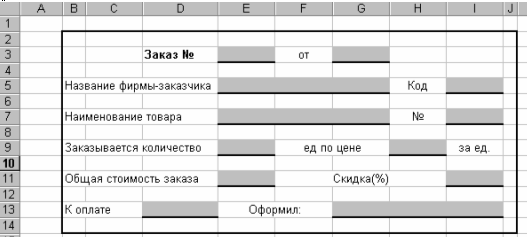 A B C D E F G H I J
1
2
3 Заказ № от
4
5 Название фирмы-заказчика Код
6
7 Наименование товара №
8
9 Заказывается количество ед по цене за ед.
10
11 Общая стоимость заказа Скидка(%)
12
13 К оплате Оформил:
14